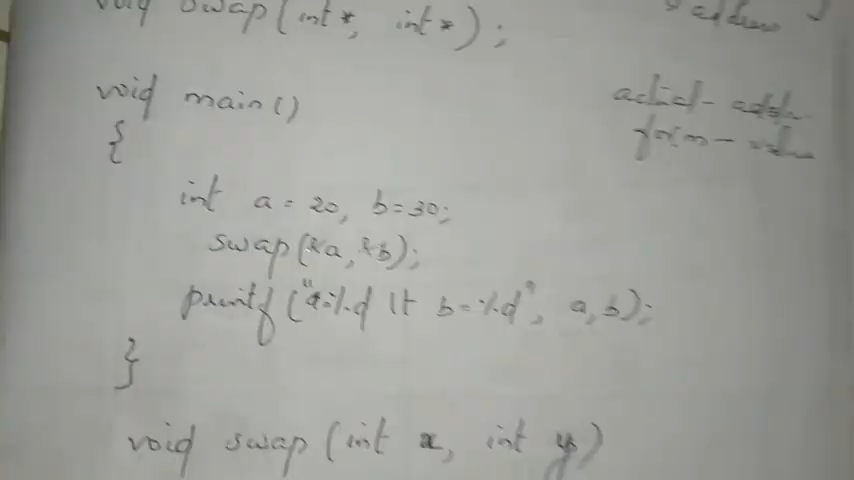 void swap(int*, int*);
void main()
{
int a = 20, b = 30;
swap(&a, &b);
printf("a=%d \t b=%d", a, b);
}
void swap (int x, int y)